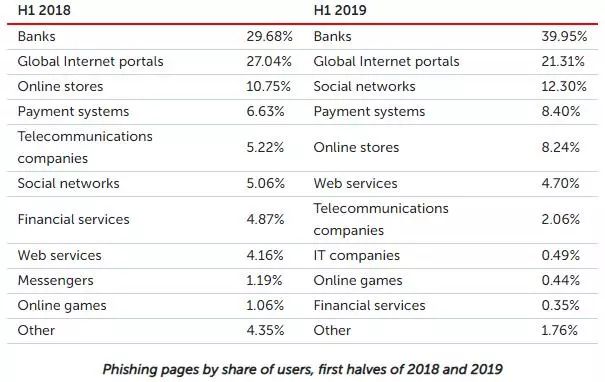 H1 2018 H1 2019
Banks 29.68% Banks 39.95%
Global Internet portals 27.04% Global Internet portals 21.31%
Online stores 10.75% Social networks 12.30%
Payment systems 6.63% Payment systems 8.40%
Telecommunications
companies 5.22% Online stores 8.24%
Social networks 5.06% Web services 4.70%
Financial services 4.87% Telecommunications
companies 2.06%
Web services 4.16% IT companies 0.49%
Messengers 1.19% Online games 0.44%
Online games 1.06% Financial services 0.35%
Other 4.35% Other 1.76%
Phishing pages by share of users, first halves of 2018 and 2019